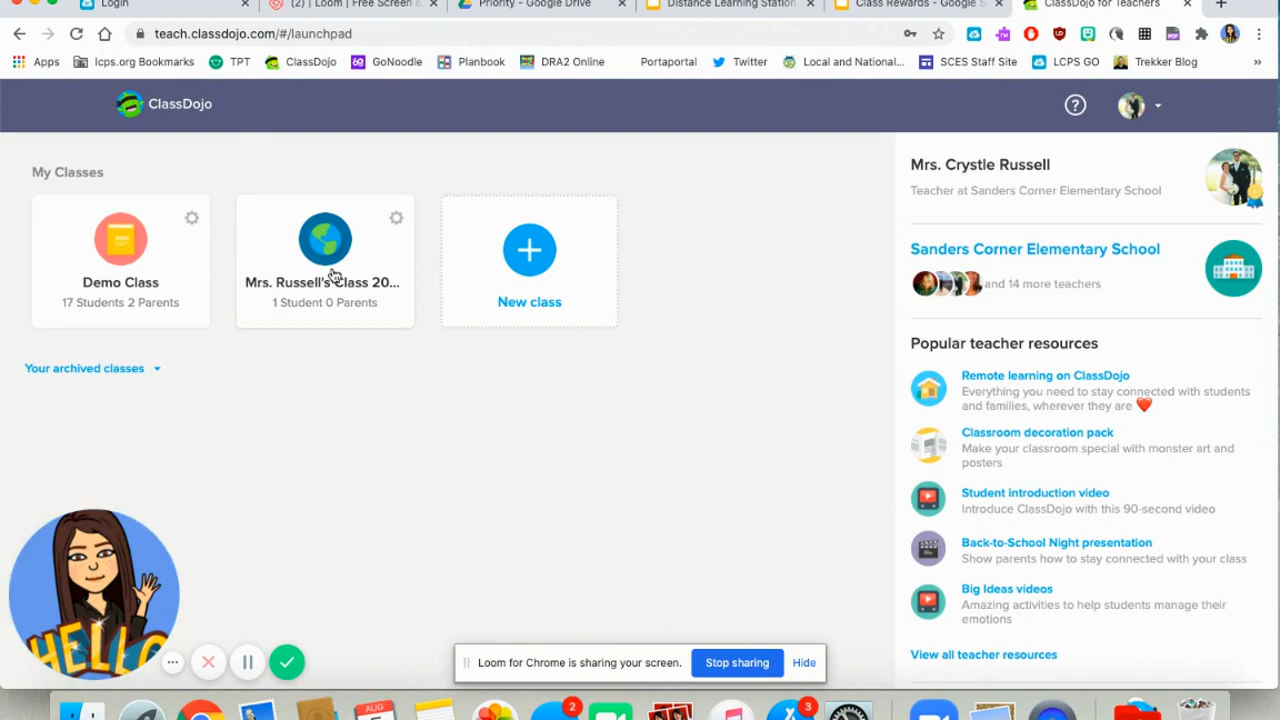 Login
(2) | Loom | Free Screen &
Priority - Google Drive
Distance Learning Station
Class Rewards - Google S
ClassDojo for Teachers
teach.classdojo.com/#/launchpad
Apps
lcps.org Bookmarks
TPT
ClassDojo
GoNoodle
Planbook
DRA2 Online
Portaportal
Twitter
Local and National...
SCES Staff Site
LCPS GO
Trekker Blog
»
ClassDojo
?
My Classes
Demo Class
17 Students 2 Parents
Mrs. Russell's Class 20...
1 Student 0 Parents
New class
Your archived classes
Mrs. Crystle Russell
Teacher at Sanders Corner Elementary School
Sanders Corner Elementary School
and 14 more teachers
Popular teacher resources
Remote learning on ClassDojo
Everything you need to stay connected with students
and families, wherever they are ❤️
Classroom decoration pack
Make your classroom special with monster art and
posters
Student introduction video
Introduce ClassDojo with this 90-second video
Back-to-School Night presentation
Show parents how to stay connected with your class
Big Ideas videos
Amazing activities to help students manage their
emotions
View all teacher resources
HELLO
Loom for Chrome is sharing your screen.
Stop sharing
Hide
AUG
2
3